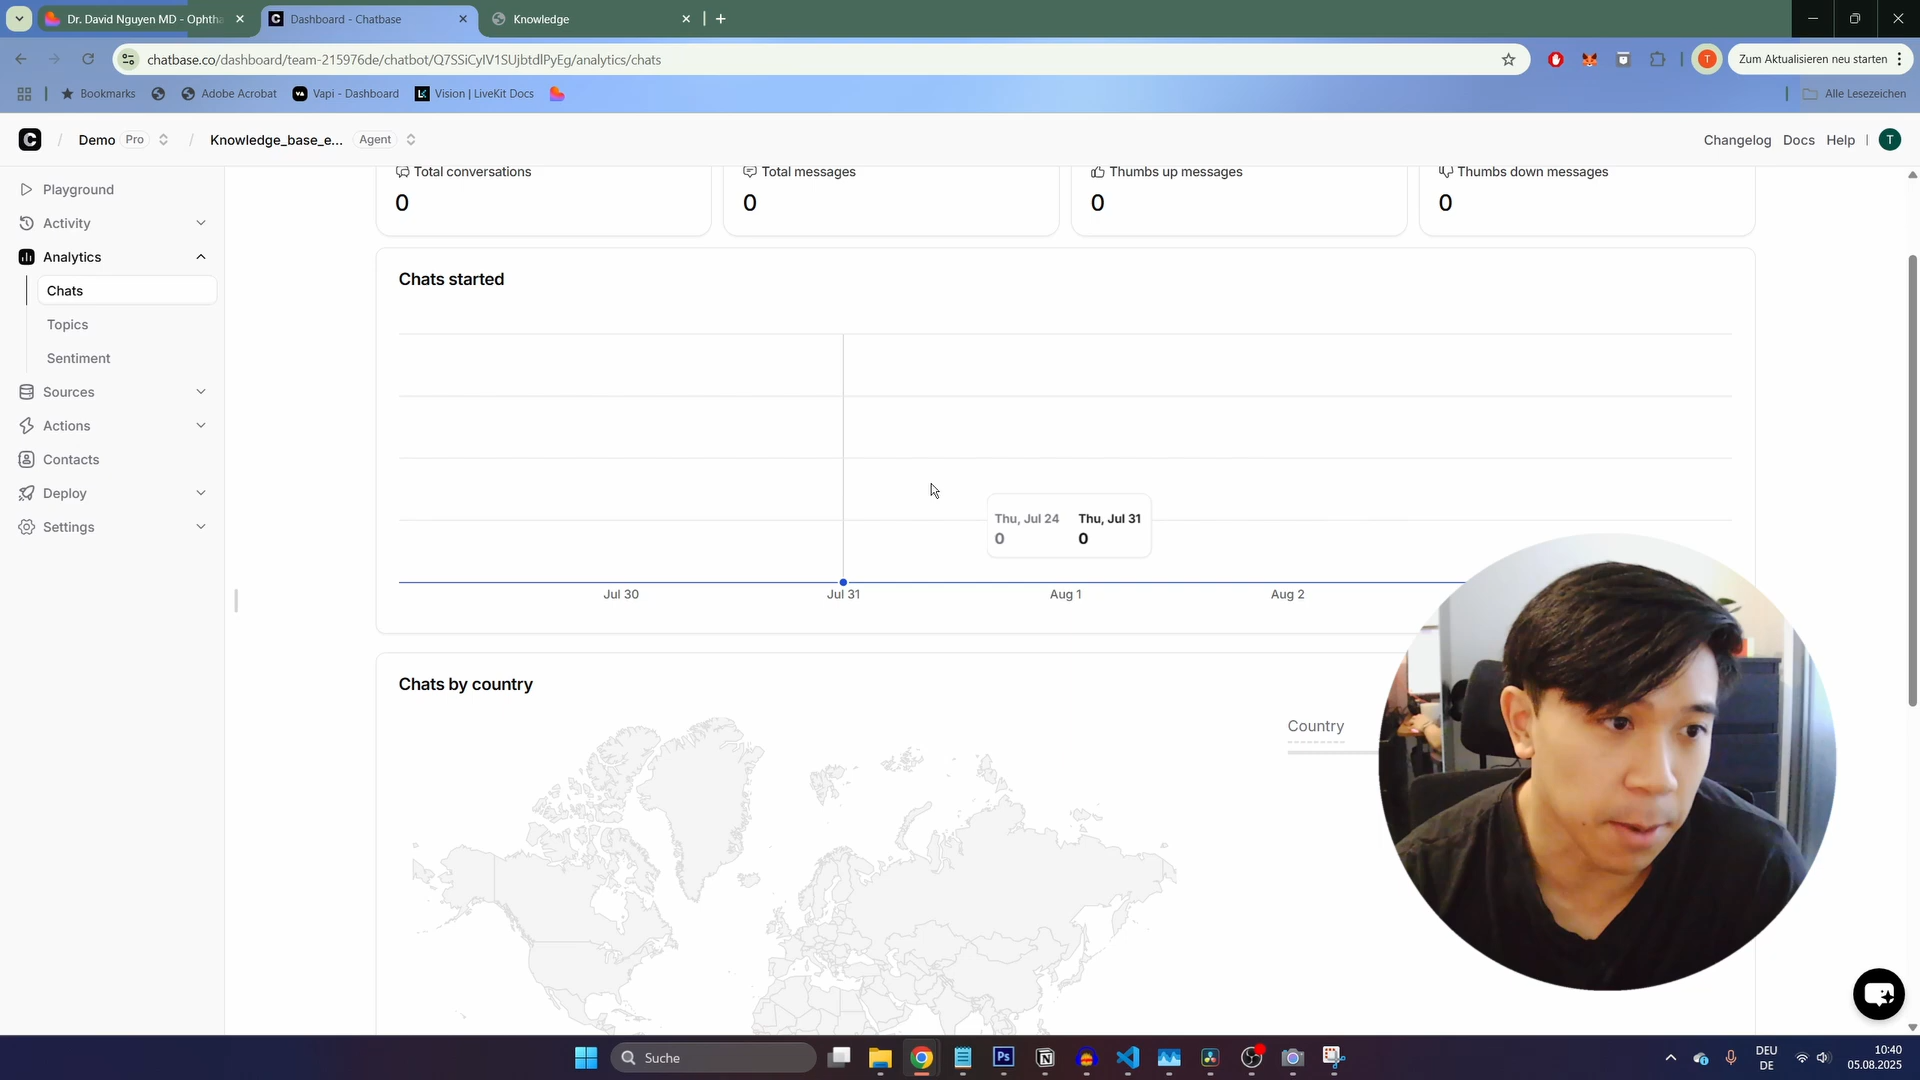 Dr. David Nguyen MD - Ophtha
Dashboard - Chatbase
Knowledge
chatbase.co/dashboard/team-215976de/chatbot/Q7SSiCylV1SUjbtdlPyEg/analytics/chats
T
Zum Aktualisieren neu starten
Bookmarks
Adobe Acrobat
Vapi - Dashboard
Vision | LiveKit Docs
Alle Lesezeichen
C / Demo Pro / Knowledge_base_e... Agent
Changelog Docs Help T
Playground
Activity
Analytics
Chats
Topics
Sentiment
Sources
Actions
Contacts
Deploy
Settings
Total conversations
0
Total messages
0
Thumbs up messages
0
Thumbs down messages
0
Chats started
Thu, Jul 24 Thu, Jul 31
0 0
Jul 30 Jul 31 Aug 1 Aug 2
Chats by country
Country
Suche
Ps
DEU
DE
10:40
05.08.2025